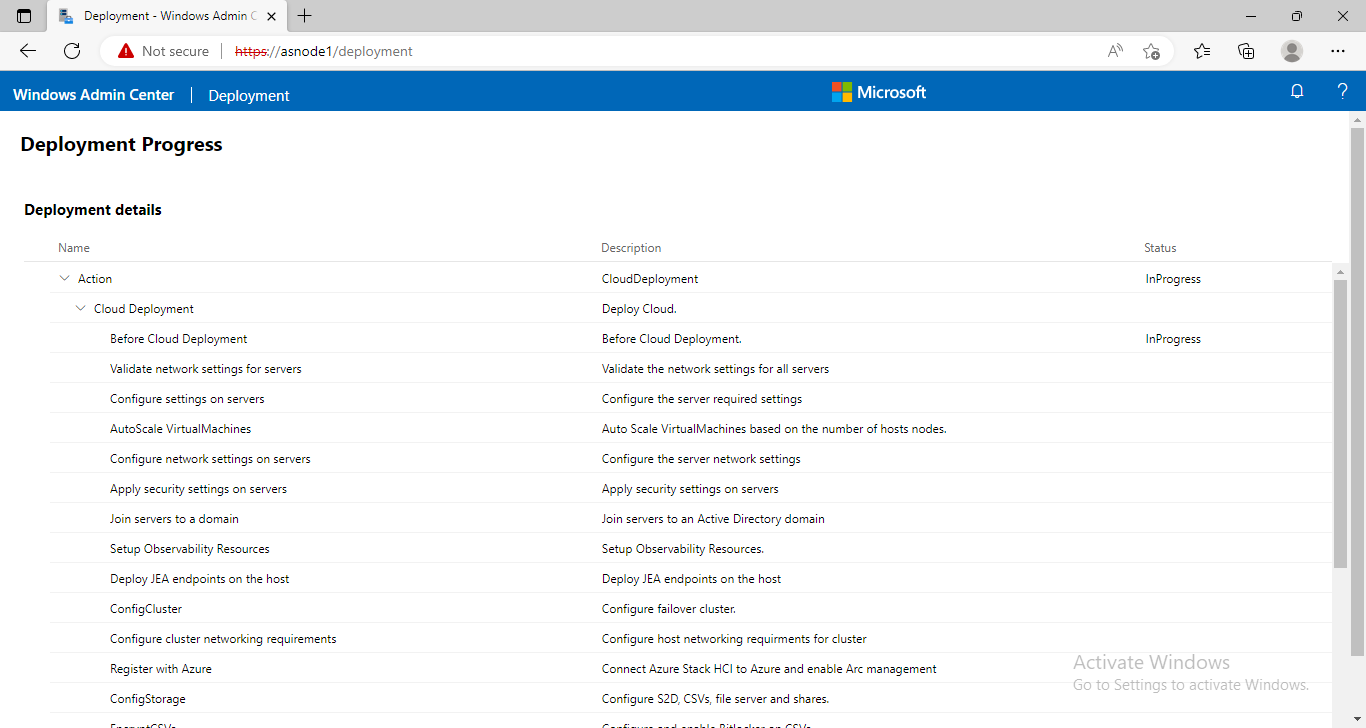 Deployment - Windows Admin C
Not secure https://asnode1/deployment
Windows Admin Center Deployment Microsoft ?
Deployment Progress
Deployment details
Name Description Status
Action CloudDeployment InProgress
Cloud Deployment Deploy Cloud.
Before Cloud Deployment Before Cloud Deployment. InProgress
Validate network settings for servers Validate the network settings for all servers
Configure settings on servers Configure the server required settings
AutoScale VirtualMachines Auto Scale VirtualMachines based on the number of hosts nodes.
Configure network settings on servers Configure the server network settings
Apply security settings on servers Apply security settings on servers
Join servers to a domain Join servers to an Active Directory domain
Setup Observability Resources Setup Observability Resources.
Deploy JEA endpoints on the host Deploy JEA endpoints on the host
ConfigCluster Configure failover cluster.
Configure cluster networking requirements Configure host networking requirments for cluster
Register with Azure Connect Azure Stack HCI to Azure and enable Arc management
ConfigStorage Configure S2D, CSVs, file server and shares.
EncryptCSVs Configure and enable Bitlocker on CSVs
Activate Windows
Go to Settings to activate Windows.